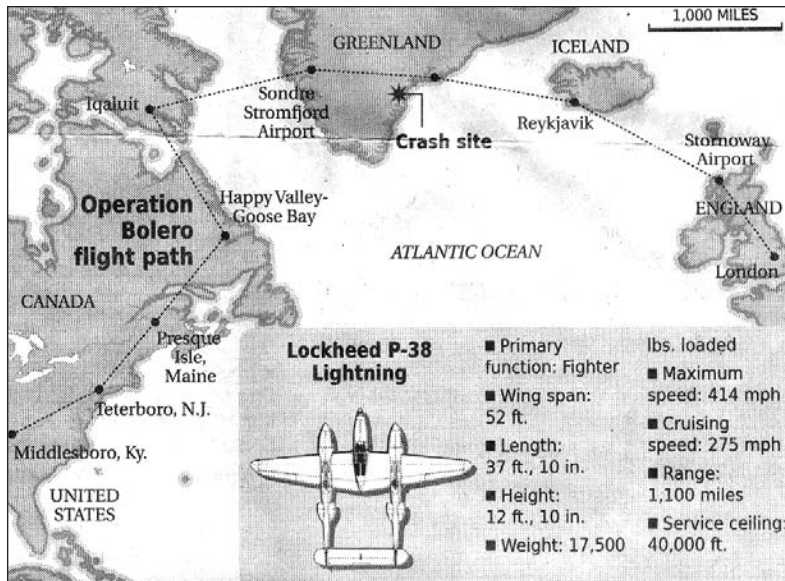 1,000 MILES
GREENLAND
ICELAND
Iqaluit
Sondre
Stromfjord
Airport
Crash site
Reykjavik
Stornoway
Airport
Happy Valley-
Goose Bay
Operation
Bolero
flight path
ENGLAND
ATLANTIC OCEAN
London
CANADA
Presque
Isle,
Maine
Teterboro, N.J.
Middlesboro, Ky.
UNITED
STATES
Lockheed P-38
Lightning
■ Primary
function: Fighter
■ Wing span:
52 ft.
■ Length:
37 ft., 10 in.
■ Height:
12 ft., 10 in.
■ Weight: 17,500
lbs. loaded
■ Maximum
speed: 414 mph
■ Cruising
speed: 275 mph
■ Range:
1,100 miles
■ Service ceiling:
40,000 ft.